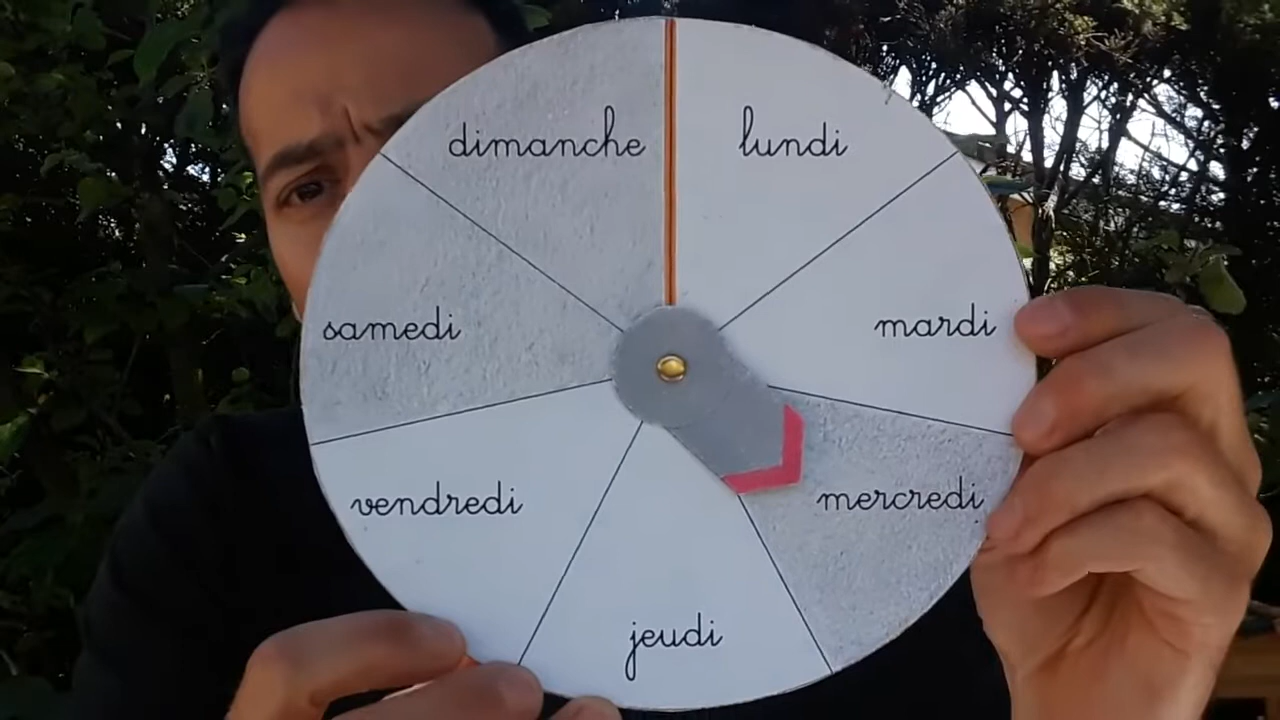 lundi
mardi
mercredi
jeudi
vendredi
samedi
dimanche